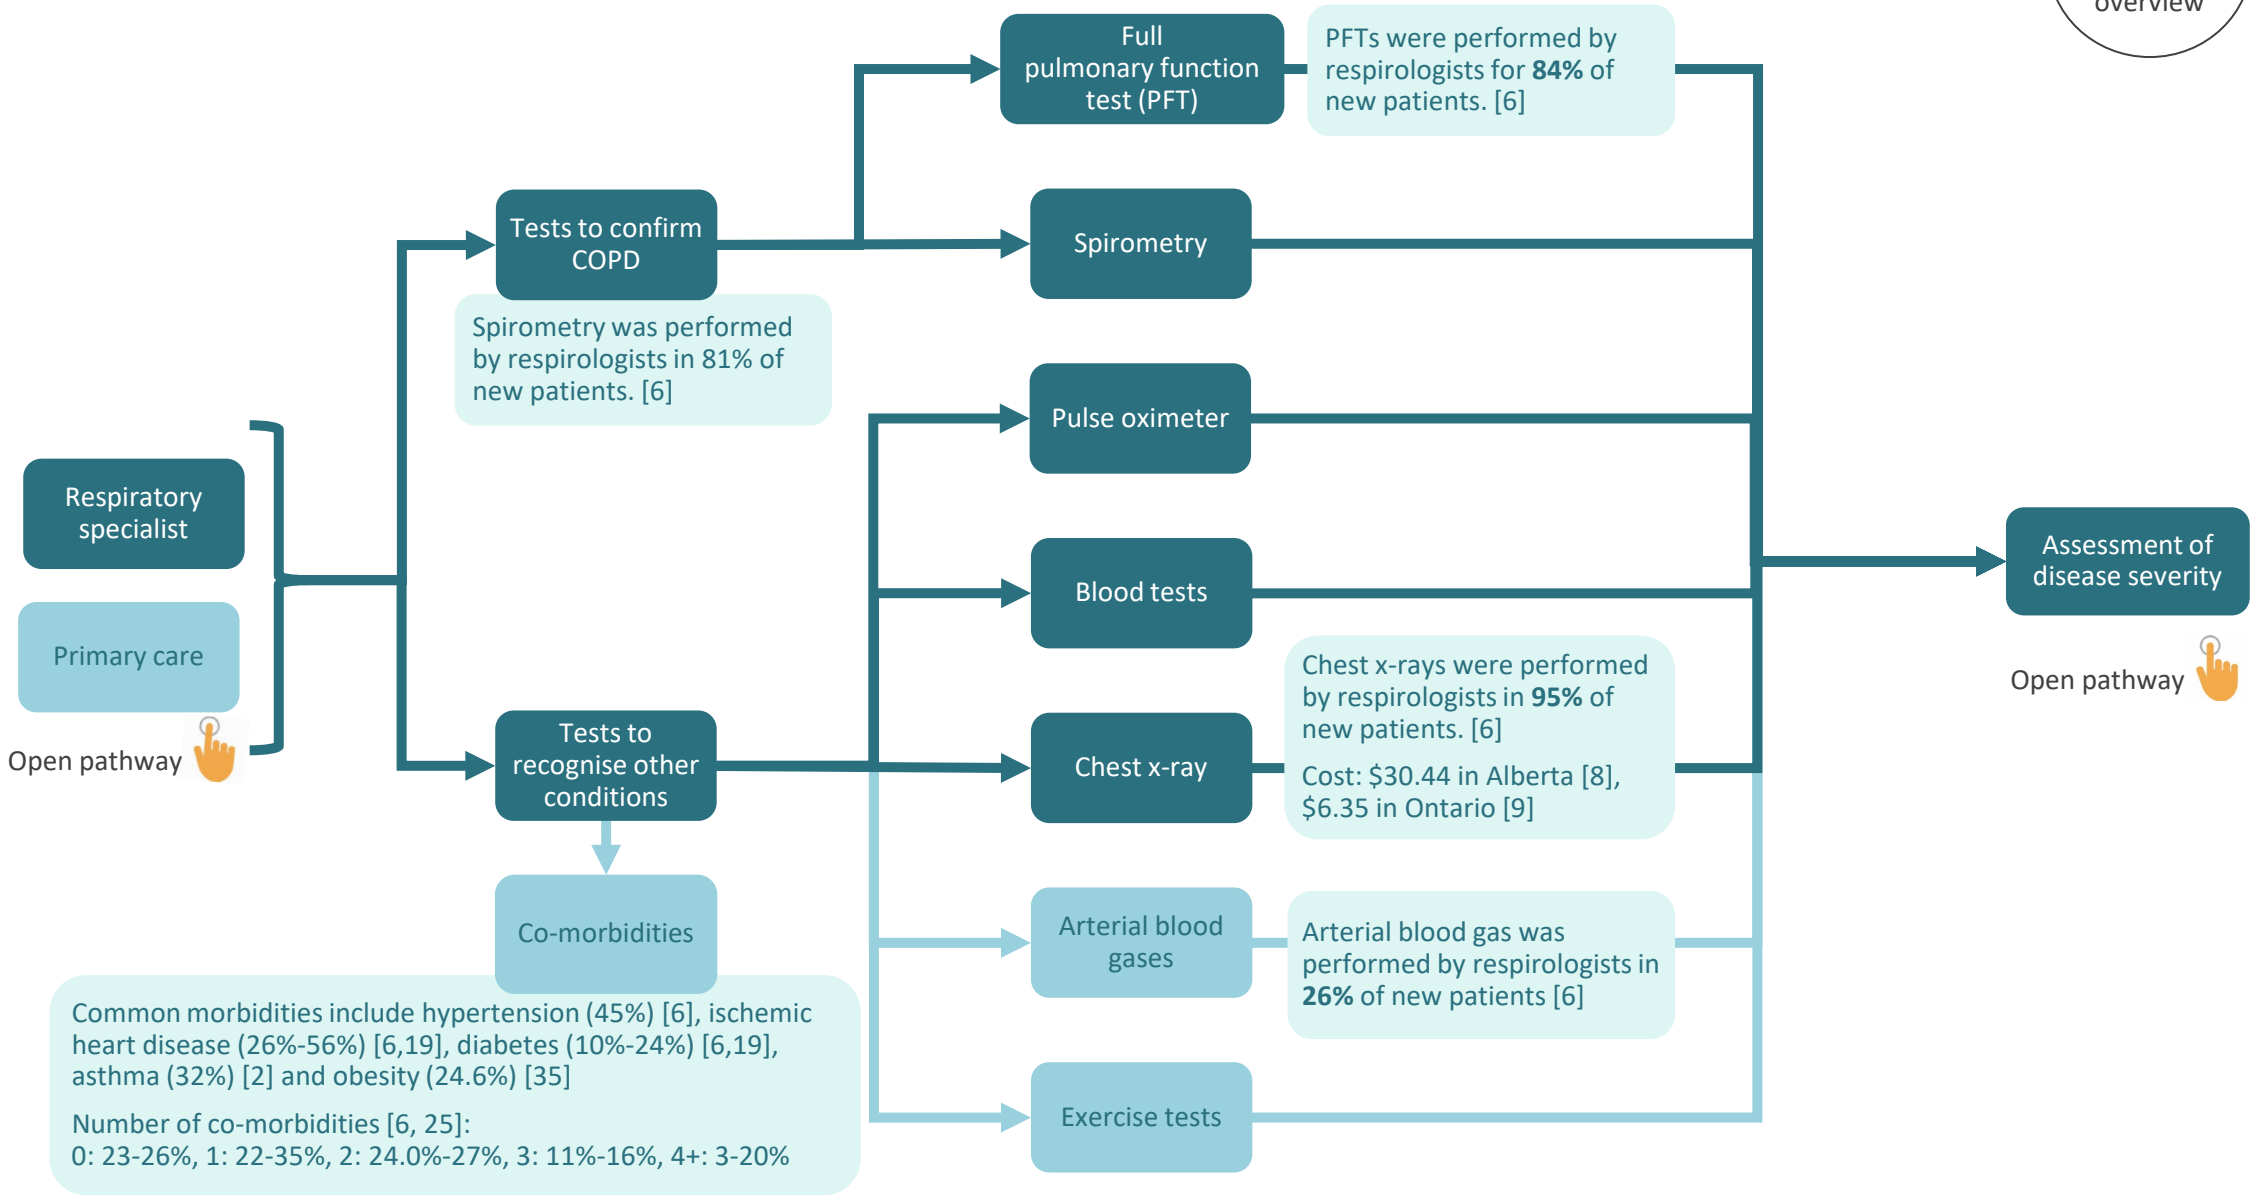 overview
Full
pulmonary function
test (PFT)
PFTs were performed by
respirologists for 84% of
new patients. [6]
Tests to confirm
COPD
Spirometry
Spirometry was performed
by respirologists in 81% of
new patients. [6]
Pulse oximeter
Respiratory
specialist
Primary care
Open pathway
Blood tests
Assessment of
disease severity
Open pathway
Tests to
recognise other
conditions
Chest x-ray
Chest x-rays were performed
by respirologists in 95% of
new patients. [6]
Cost: $30.44 in Alberta [8],
$6.35 in Ontario [9]
Co-morbidities
Arterial blood
gases
Arterial blood gas was
performed by respirologists in
26% of new patients [6]
Common morbidities include hypertension (45%) [6], ischemic
heart disease (26%-56%) [6,19], diabetes (10%-24%) [6,19],
asthma (32%) [2] and obesity (24.6%) [35]
Number of co-morbidities [6, 25]:
0: 23-26%, 1: 22-35%, 2: 24.0%-27%, 3: 11%-16%, 4+: 3-20%
Exercise tests